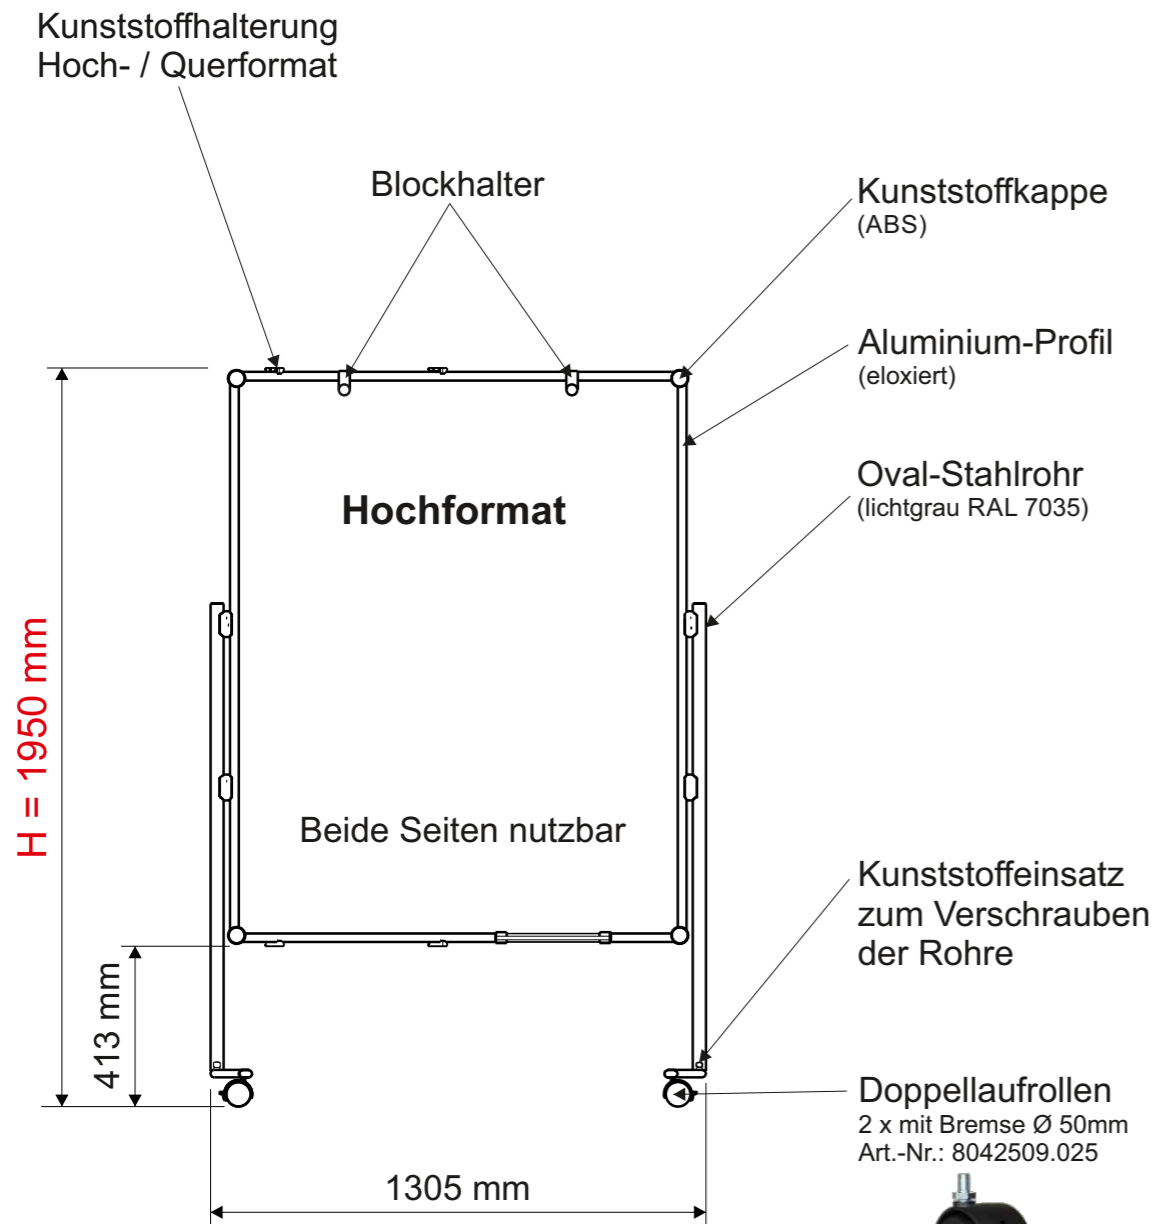 Kunststoffhalterung
Hoch- / Querformat
Blockhalter
Kunststoffkappe
(ABS)
Aluminium-Profil
(eloxiert)
Oval-Stahlrohr
(lichtgrau RAL 7035)
Hochformat
H = 1950 mm
Beide Seiten nutzbar
Kunststoffeinsatz
zum Verschrauben
der Rohre
413 mm
Doppellaufrollen
2 x mit Bremse Ø 50mm
Art.-Nr.: 8042509.025
1305 mm